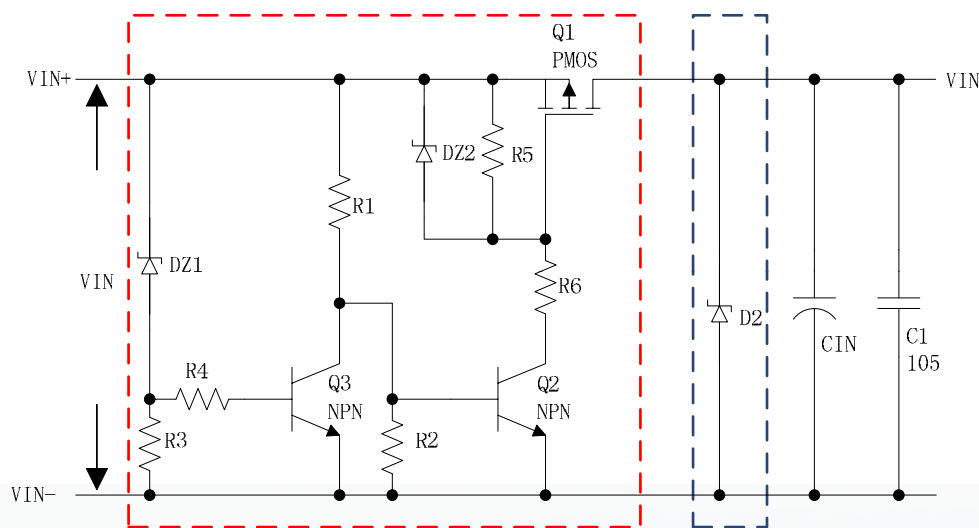 Q1
PMOS
VIN+
VIN
DZ2
R5
R1
DZ1
VIN
R6
D2
CIN
C1
105
R4
Q3
NPN
Q2
NPN
R3
R2
VIN-